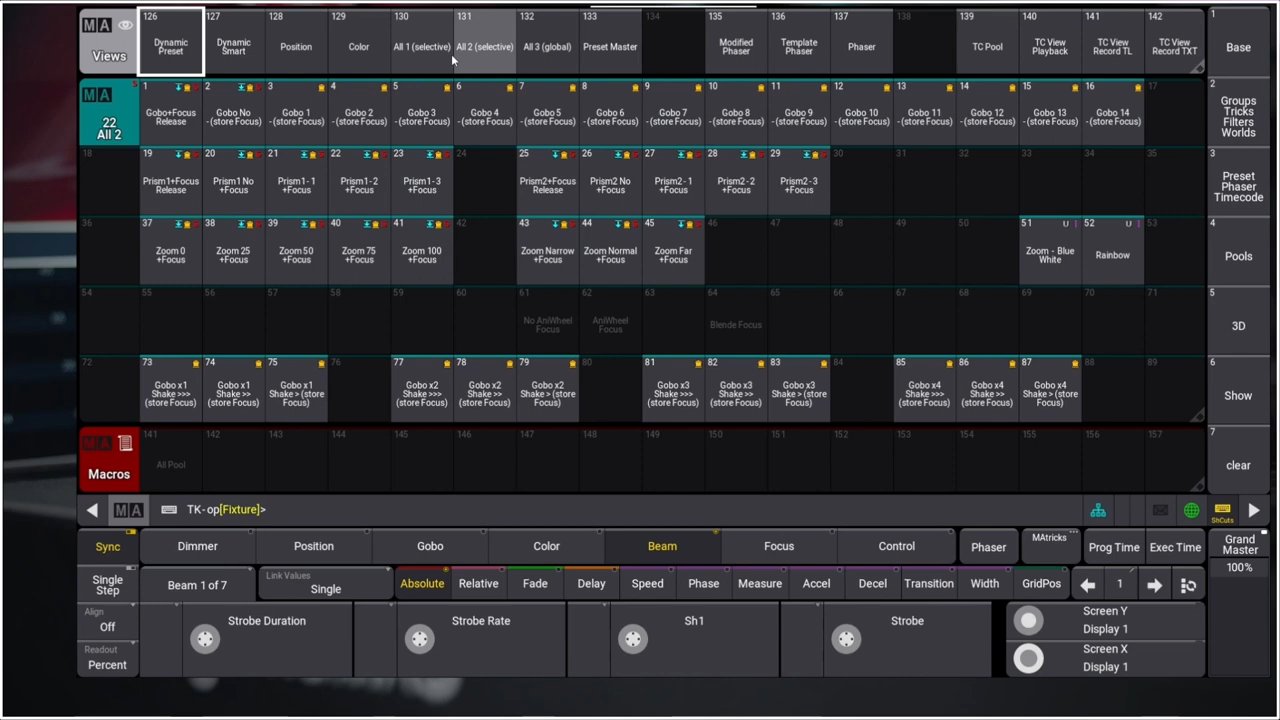 MA
Views
126
Dynamic
Preset
127
Dynamic
Smart
128
Position
129
Color
130
All 1 (selective)
131
All 2 (selective)
132
All 3 (global)
133
Preset Master
134
135
Modified
Phaser
136
Template
Phaser
137
Phaser
138
139
TC Pool
140
TC View
Playback
141
TC View
Record TL
142
TC View
Record TXT
1
Base
MA
22
All 2
1
Gobo+Focus
Release
2
Gobo No
-(store Focus)
3
Gobo 1
-(store Focus)
4
Gobo 2
-(store Focus)
5
Gobo 3
-(store Focus)
6
Gobo 4
-(store Focus)
7
Gobo 5
-(store Focus)
8
Gobo 6
-(store Focus)
9
Gobo 7
-(store Focus)
10
Gobo 8
-(store Focus)
11
Gobo 9
-(store Focus)
12
Gobo 10
-(store Focus)
13
Gobo 11
-(store Focus)
14
Gobo 12
-(store Focus)
15
Gobo 13
-(store Focus)
16
Gobo 14
-(store Focus)
17
2
Groups
Tricks
Filters
Worlds
18
19
Prism1+Focus
Release
20
Prism1 No
+Focus
21
Prism1-1
+Focus
22
Prism1-2
+Focus
23
Prism1-3
+Focus
24
25
Prism2+Focus
Release
26
Prism2 No
+Focus
27
Prism2-1
+Focus
28
Prism2-2
+Focus
29
Prism2-3
+Focus
30
31
32
33
34
35
3
Preset
Phaser
Timecode
36
37
Zoom 0
+Focus
38
Zoom 25
+Focus
39
Zoom 50
+Focus
40
Zoom 75
+Focus
41
Zoom 100
+Focus
42
43
Zoom Narrow
+Focus
44
Zoom Normal
+Focus
45
Zoom Far
+Focus
46
47
48
49
50
51
U
Zoom - Blue
White
52
U
Rainbow
53
4
Pools
54
55
56
57
58
59
60
61
No AniWheel
Focus
62
AniWheel
Focus
63
64
Blende Focus
65
66
67
68
69
70
71
5
3D
72
73
Gobo x1
Shake >>>
(store Focus)
74
Gobo x1
Shake >>
(store Focus)
75
Gobo x1
Shake > (store
Focus)
76
77
Gobo x2
Shake >>>
(store Focus)
78
Gobo x2
Shake >>
(store Focus)
79
Gobo x2
Shake > (store
Focus)
80
81
Gobo x3
Shake >>>
(store Focus)
82
Gobo x3
Shake >>
(store Focus)
83
Gobo x3
Shake > (store
Focus)
84
85
Gobo x4
Shake >>>
(store Focus)
86
Gobo x4
Shake >>
(store Focus)
87
Gobo x4
Shake > (store
Focus)
88
89
6
Show
MA
Macros
141
All Pool
142
143
144
145
146
147
148
149
150
151
152
153
154
155
156
157
7
clear
MA
TK-op[Fixture]>
ShCuts
Sync
Dimmer
Position
Gobo
Color
Beam
Focus
Control
Phaser
MAtricks
Prog Time
Exec Time
Grand
Master
100%
Single
Step
Beam 1 of 7
Link Values
Single
Absolute
Relative
Fade
Delay
Speed
Phase
Measure
Accel
Decel
Transition
Width
GridPos
1
Align
Off
Strobe Duration
Strobe Rate
Sh1
Strobe
Screen Y
Display 1
Readout
Percent
Screen X
Display 1